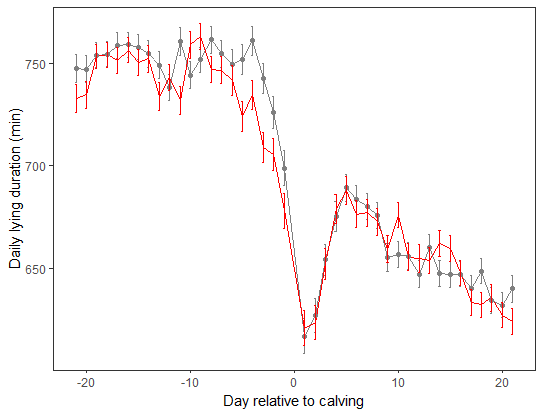 Daily lying duration (min)
750
700
650
-20 -10 0 10 20
Day relative to calving